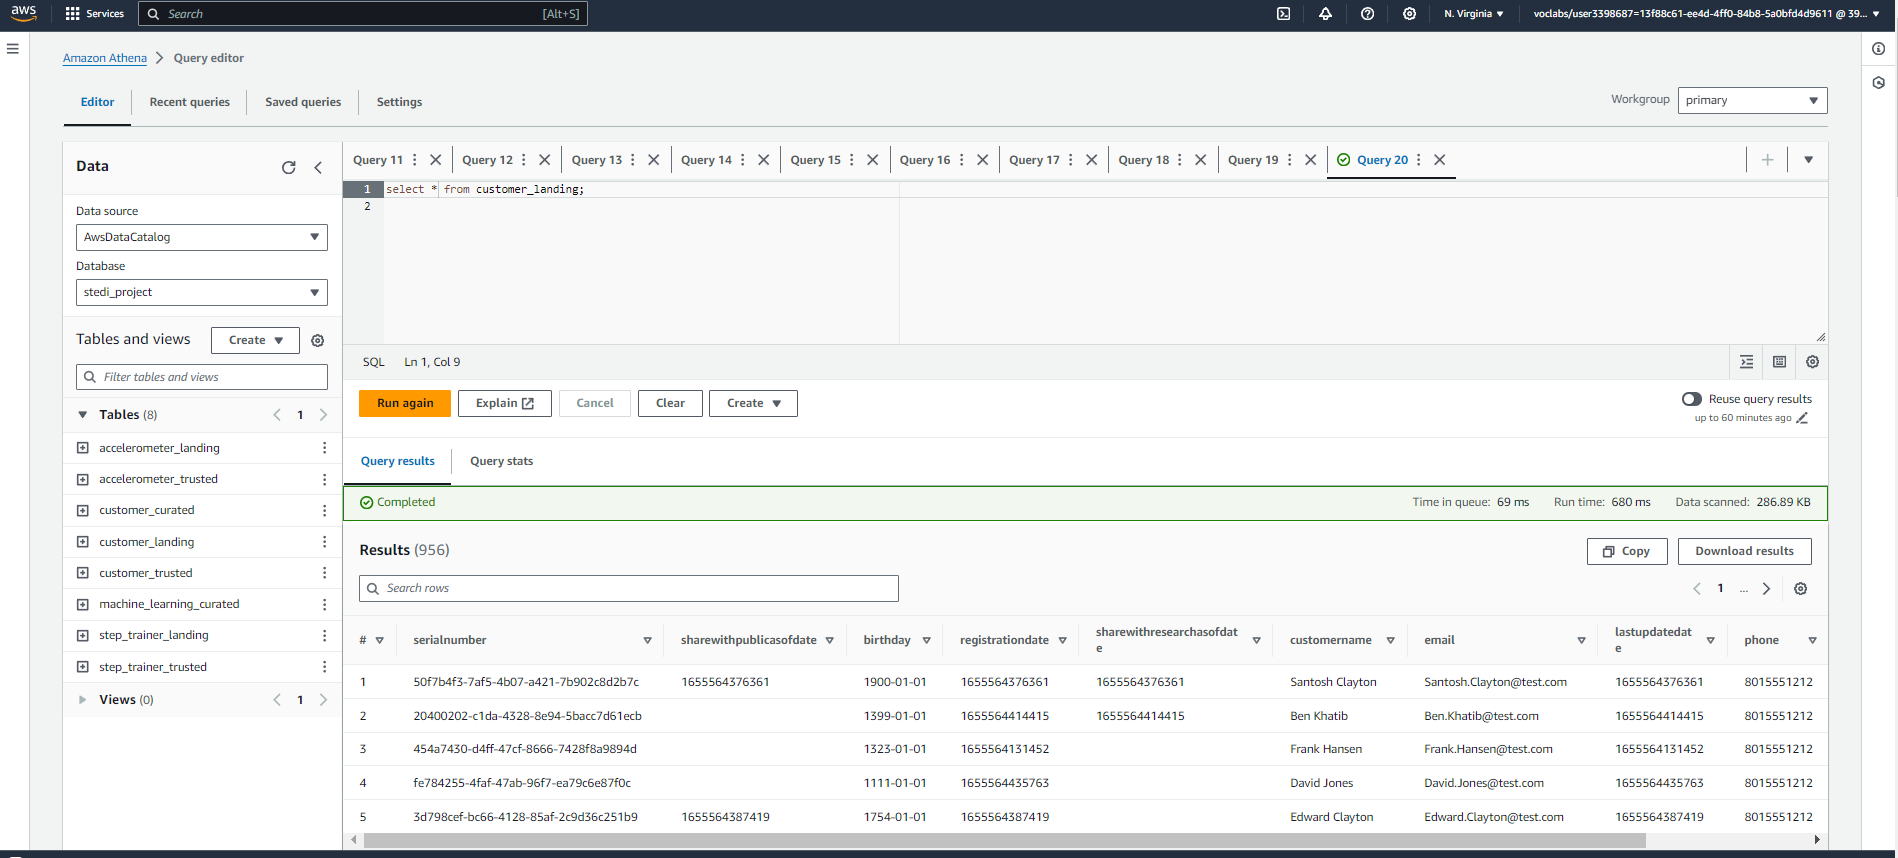 aws Services Search [Alt+S] N. Virginia voclabs/user3398687=13f88c61-ee4d-4ff0-84b8-5a0bfd4d9611 @ 39...
Amazon Athena > Query editor
Editor Recent queries Saved queries Settings
Workgroup primary
Data
Data source
AwsDataCatalog
Database
stedi_project
Tables and views Create
Filter tables and views
Tables (8) 1
accelerometer_landing
accelerometer_trusted
customer_curated
customer_landing
customer_trusted
machine_learning_curated
step_trainer_landing
step_trainer_trusted
Views (0) 1
Query 11 Query 12 Query 13 Query 14 Query 15 Query 16 Query 17 Query 18 Query 19 Query 20
1 select * from customer_landing;
2
SQL Ln 1, Col 9
Run again Explain Cancel Clear Create
Reuse query results
up to 60 minutes ago
Query results Query stats
Completed Time in queue: 69 ms Run time: 680 ms Data scanned: 286.89 KB
Results (956) Copy Download results
Search rows 1 ...
# serialnumber sharewithpublicasofdate birthday registrationdate sharewithresearchasofdat
e customername email lastupdatedat
e phone
1 50f7b4f3-7af5-4b07-a421-7b902c8d2b7c 1655564376361 1900-01-01 1655564376361 1655564376361 Santosh Clayton Santosh.Clayton@test.com 1655564376361 8015551212
2 20400202-c1da-4328-8e94-5bacc7d61ecb 1399-01-01 1655564414415 1655564414415 Ben Khatib Ben.Khatib@test.com 1655564414415 8015551212
3 454a7430-d4ff-47cf-8666-7428f8a9894d 1323-01-01 1655564131452 Frank Hansen Frank.Hansen@test.com 1655564131452 8015551212
4 fe784255-4faf-47ab-96f7-ea79c6e87f0c 1111-01-01 1655564435763 David Jones David.Jones@test.com 1655564435763 8015551212
5 3d798cef-bc66-4128-85af-2c9d36c251b9 1655564387419 1754-01-01 1655564387419 Edward Clayton Edward.Clayton@test.com 1655564387419 8015551212